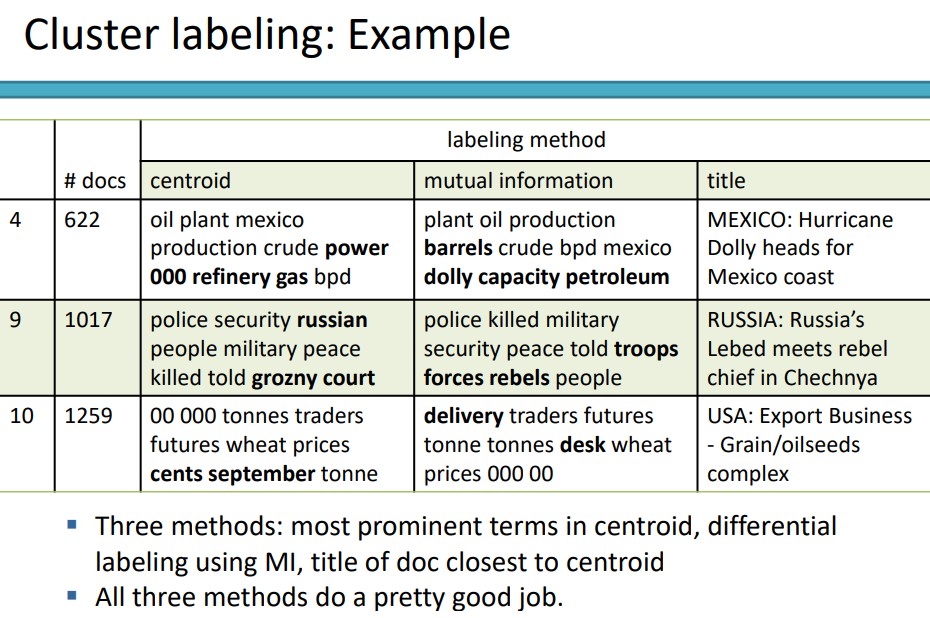 Cluster labeling: Example
labeling method
# docs centroid mutual information title
4 622 oil plant mexico plant oil production MEXICO: Hurricane
production crude power barrels crude bpd mexico Dolly heads for
000 refinery gas bpd dolly capacity petroleum Mexico coast
9 1017 police security russian police killed military RUSSIA: Russia’s
people military peace security peace told troops Lebed meets rebel
killed told grozny court forces rebels people chief in Chechnya
10 1259 00 000 tonnes traders delivery traders futures USA: Export Business
futures wheat prices tonne tonnes desk wheat - Grain/oilseeds
cents september tonne prices 000 00 complex
▪ Three methods: most prominent terms in centroid, differential
labeling using MI, title of doc closest to centroid
▪ All three methods do a pretty good job.